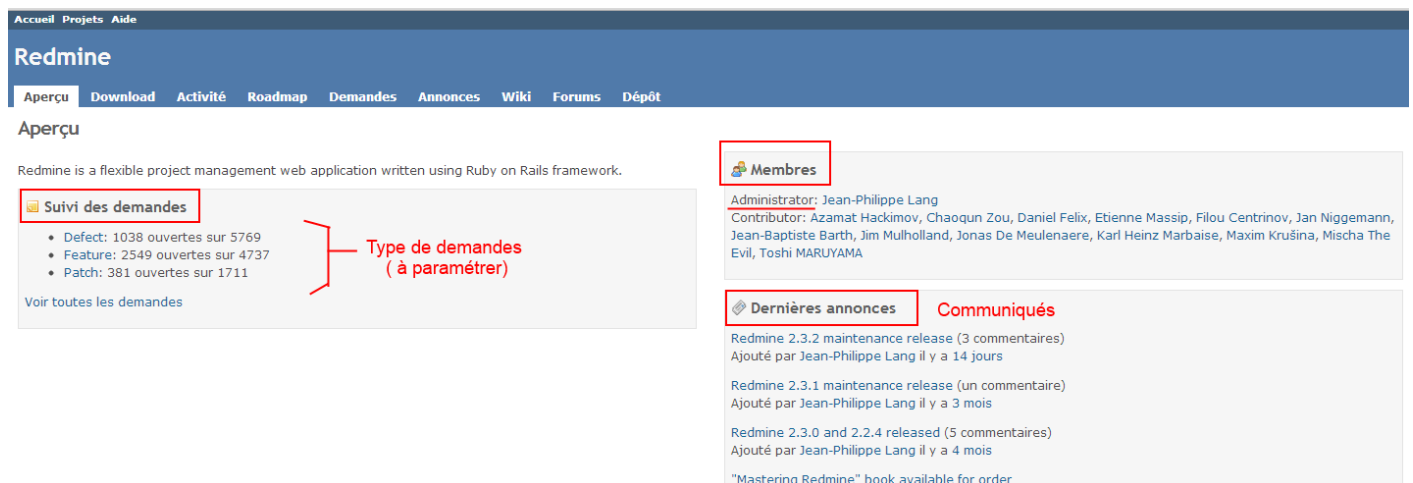 Accueil Projets Aide
Redmine
Aperçu Download Activité Roadmap Demandes Annonces Wiki Forums Dépôt
Aperçu
Redmine is a flexible project management web application written using Ruby on Rails framework.
Suivi des demandes
Defect: 1038 ouvertes sur 5769
Feature: 2549 ouvertes sur 4737
Patch: 381 ouvertes sur 1711
Voir toutes les demandes
Type de demandes
( à paramétrer)
Membres
Administrator: Jean-Philippe Lang
Contributor: Azamat Hackimov, Chaoqun Zou, Daniel Felix, Etienne Massip, Filou Centrinov, Jan Niggemann,
Jean-Baptiste Barth, Jim Mulholland, Jonas De Meulenaere, Karl Heinz Marbaise, Maxim Krušina, Mischa The
Evil, Toshi MARUYAMA
Dernières annonces
Communiqués
Redmine 2.3.2 maintenance release (3 commentaires)
Ajouté par Jean-Philippe Lang il y a 14 jours
Redmine 2.3.1 maintenance release (un commentaire)
Ajouté par Jean-Philippe Lang il y a 3 mois
Redmine 2.3.0 and 2.2.4 released (5 commentaires)
Ajouté par Jean-Philippe Lang il y a 4 mois
"Mastering Redmine" book available for order